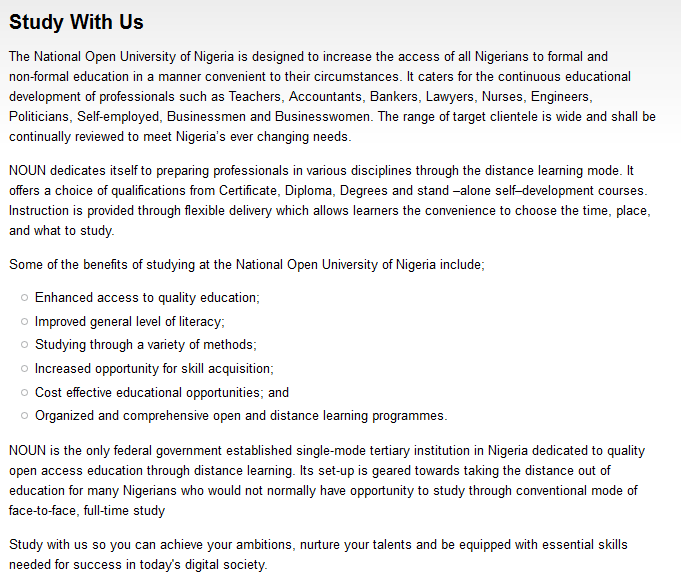 Study With Us
The National Open University of Nigeria is designed to increase the access of all Nigerians to formal and
non-formal education in a manner convenient to their circumstances. It caters for the continuous educational
development of professionals such as Teachers, Accountants, Bankers, Lawyers, Nurses, Engineers,
Politicians, Self-employed, Businessmen and Businesswomen. The range of target clientele is wide and shall be
continually reviewed to meet Nigeria's ever changing needs.
NOUN dedicates itself to preparing professionals in various disciplines through the distance learning mode. It
offers a choice of qualifications from Certificate, Diploma, Degrees and stand –alone self–development courses.
Instruction is provided through flexible delivery which allows learners the convenience to choose the time, place,
and what to study.
Some of the benefits of studying at the National Open University of Nigeria include;
Enhanced access to quality education;
Improved general level of literacy;
Studying through a variety of methods;
Increased opportunity for skill acquisition;
Cost effective educational opportunities; and
Organized and comprehensive open and distance learning programmes.
NOUN is the only federal government established single-mode tertiary institution in Nigeria dedicated to quality
open access education through distance learning. Its set-up is geared towards taking the distance out of
education for many Nigerians who would not normally have opportunity to study through conventional mode of
face-to-face, full-time study
Study with us so you can achieve your ambitions, nurture your talents and be equipped with essential skills
needed for success in today's digital society.